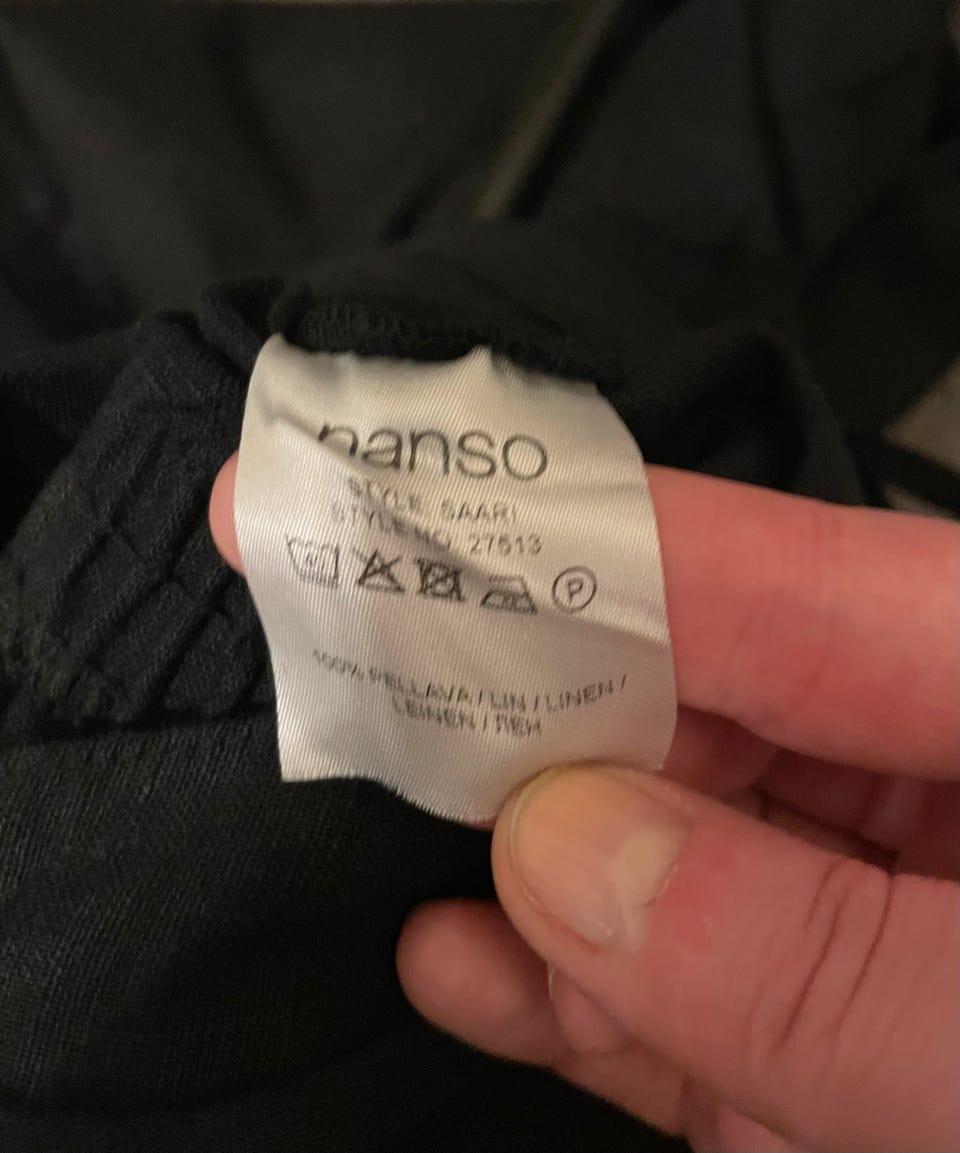 nanso
STYLE SAARI
STYLE NO. 27513
P
100% PELLAVA / LIN / LINEN /
LEINEN / ЛЕН